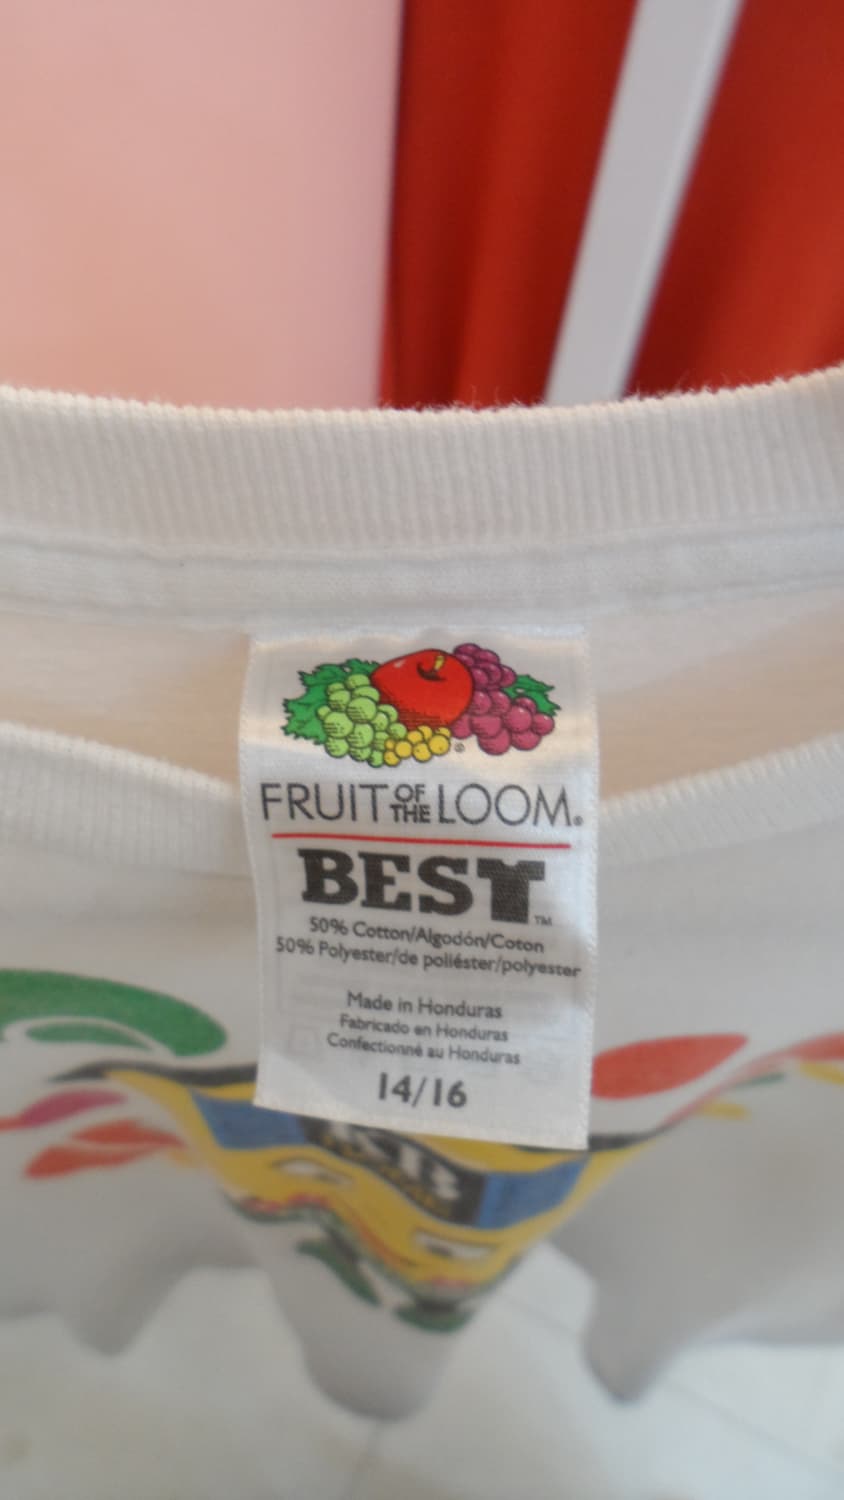 FRUIT OF THE LOOM®
BEST™
50% Cotton/Algodón/Coton
50% Polyester/de poliéster/polyester
Made in Honduras
Fabricado en Honduras
Confectionné au Honduras
14/16